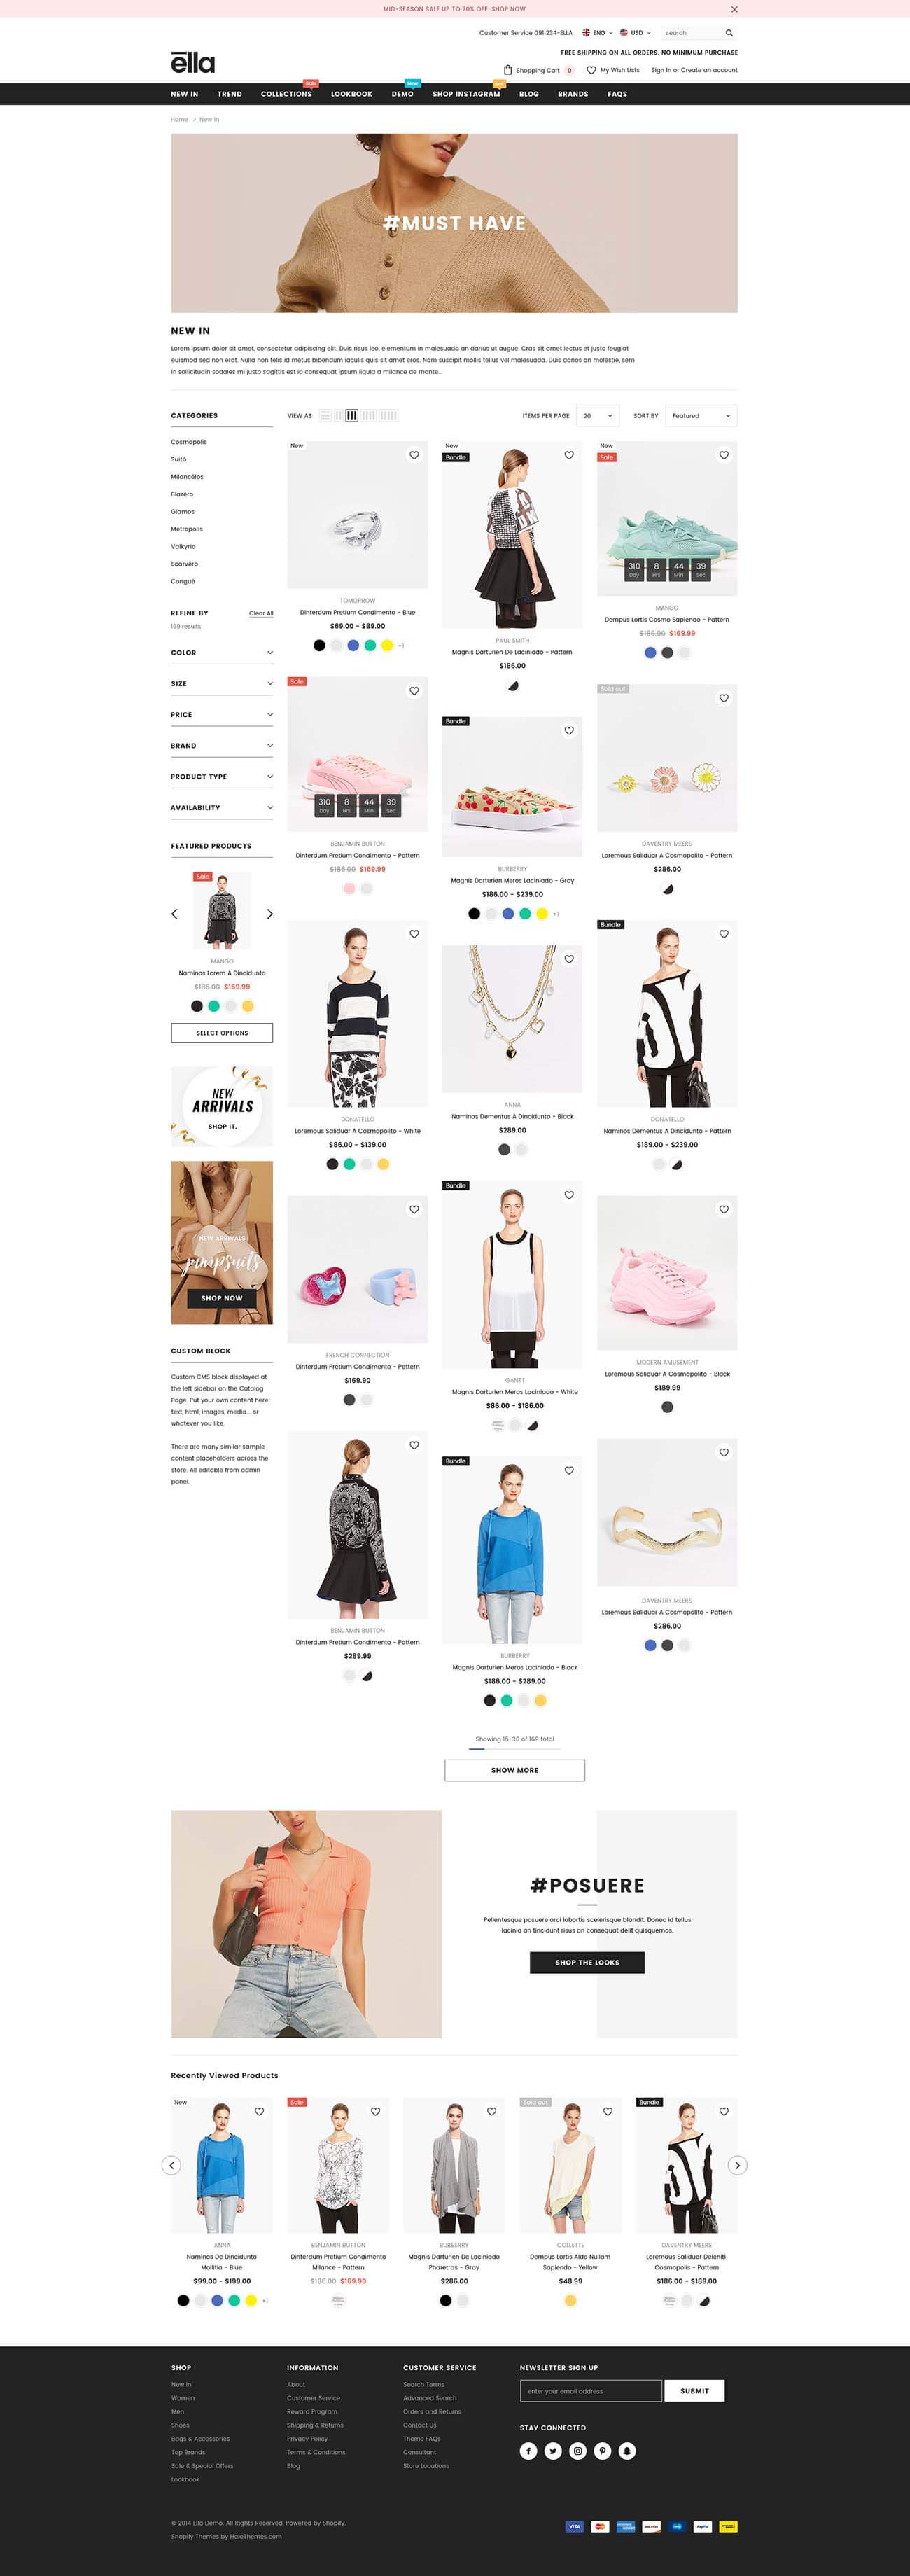 MID-SEASON SALE UP TO 70% OFF. SHOP NOW
Customer Service 091 234-ELLA
ENG
USD
search
FREE SHIPPING ON ALL ORDERS. NO MINIMUM PURCHASE
ella
Shopping Cart 0
My Wish Lists
Sign In or Create an account
Sale
New
NEW IN
TREND
COLLECTIONS
LOOKBOOK
DEMO
SHOP INSTAGRAM
BLOG
BRANDS
FAQS
Home > New In
#MUST HAVE
NEW IN
Lorem ipsum dolor sit amet, consectetur adipiscing elit. Duis risus leo, elementum in malesuada an darius ut augue. Cras sit amet lectus et justo feugiat
euismod sed non erat. Nulla non felis id metus bibendum iaculis quis sit amet eros. Nam suscipit mollis tellus vel malesuada. Duis danos an molestie, sem
in sollicitudin sodales mi justo sagittis est id consequat ipsum ligula a milance de mante...
CATEGORIES
Cosmopolis
Suitó
Milancélos
Blazéro
Glamos
Metropolis
Valkyrio
Scarvéro
Congué
REFINE BY
Clear All
169 results
COLOR
SIZE
PRICE
BRAND
PRODUCT TYPE
AVAILABILITY
FEATURED PRODUCTS
Sale
MANGO
Naminos Lorem A Dincidunto
$186.00 $169.99
SELECT OPTIONS
NEW
ARRIVALS
SHOP IT.
NEW ARRIVALS
jumpsuits
SHOP NOW
CUSTOM BLOCK
Custom CMS block displayed at
the left sidebar on the Catalog
Page. Put your own content here:
text, html, images, media... or
whatever you like.
There are many similar sample
content placeholders across the
store. All editable from admin
panel.
VIEW AS
ITEMS PER PAGE
20
SORT BY
Featured
New
TOMORROW
Dinterdum Pretium Condimento - Blue
$69.00 - $89.00
+1
New
Bundle
PAUL SMITH
Magnis Darturien De Laciniado - Pattern
$186.00
New
Sale
310 8 44 39
Day Hrs Min Sec
MANGO
Dempus Lortis Cosmo Sapiendo - Pattern
$186.00 $169.99
Sale
310 8 44 39
Day Hrs Min Sec
BENJAMIN BUTTON
Dinterdum Pretium Condimento - Pattern
$186.00 $169.99
Bundle
BURBERRY
Magnis Darturien Meros Laciniado - Gray
$186.00 - $239.00
+1
Sold out
DAVENTRY MEERS
Loremous Saliduar A Cosmopolito - Pattern
$286.00
DONATELLO
Loremous Saliduar A Cosmopolito - White
$86.00 - $139.00
ANNA
Naminos Dementus A Dincidunto - Black
$289.00
Bundle
DONATELLO
Naminos Dementus A Dincidunto - Pattern
$189.00 - $239.00
FRENCH CONNECTION
Dinterdum Pretium Condimento - Pattern
$169.90
Bundle
GANTT
Magnis Darturien Meros Laciniado - White
$86.00 - $186.00
MODERN AMUSEMENT
Loremous Saliduar A Cosmopolito - Black
$189.99
BENJAMIN BUTTON
Dinterdum Pretium Condimento - Pattern
$289.99
Bundle
BURBERRY
Magnis Darturien Meros Laciniado - Black
$186.00 - $289.00
DAVENTRY MEERS
Loremous Saliduar A Cosmopolito - Pattern
$286.00
Showing 15-30 of 169 total
SHOW MORE
#POSUERE
Pellentesque posuere orci lobortis scelerisque blandit. Donec id tellus
lacinia an tincidunt risus an consequat delit quisquemos.
SHOP THE LOOKS
Recently Viewed Products
New
ANNA
Naminos De Dincidunto
Mollitia - Blue
$99.00 - $199.00
+1
Sale
BENJAMIN BUTTON
Dinterdum Pretium Condimento
Milance - Pattern
$186.00 $169.99
BURBERRY
Magnis Darturien De Laciniado
Pharetras - Gray
$286.00
Sold out
COLLETTE
Dempus Lortis Aldo Nullam
Sapiendo - Yellow
$48.99
Bundle
DAVENTRY MEERS
Loremous Saliduar Deleniti
Cosmopolis - Pattern
$186.00 - $189.00
SHOP
New In
Women
Men
Shoes
Bags & Accessories
Top Brands
Sale & Special Offers
Lookbook
INFORMATION
About
Customer Service
Reward Program
Shipping & Returns
Privacy Policy
Terms & Conditions
Blog
CUSTOMER SERVICE
Search Terms
Advanced Search
Orders and Returns
Contact Us
Theme FAQs
Consultant
Store Locations
NEWSLETTER SIGN UP
enter your email address
SUBMIT
STAY CONNECTED
© 2014 Ella Demo. All Rights Reserved. Powered by Shopify.
Shopify Themes by HaloThemes.com
VISA
PayPal